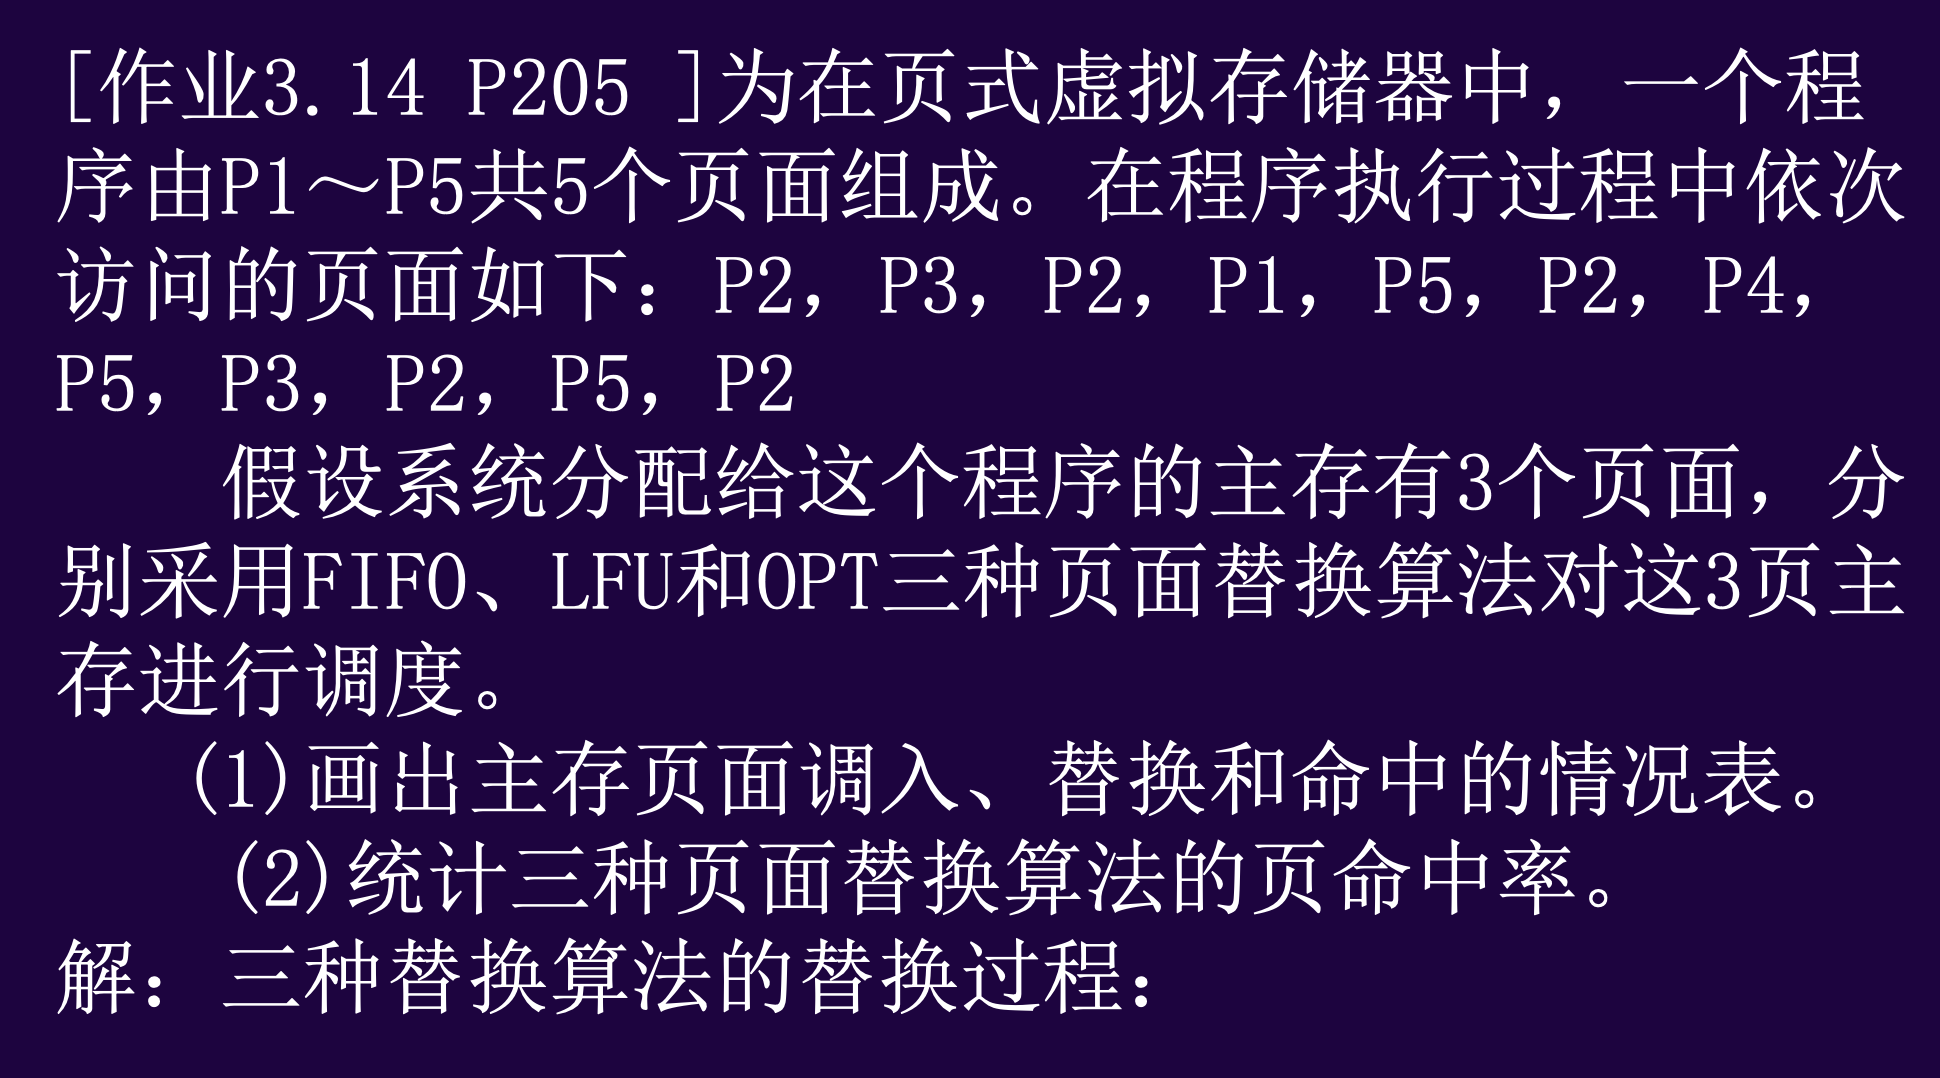 [作业3.14 P205 ]为在页式虚拟存储器中，一个程
序由P1～P5共5个页面组成。在程序执行过程中依次
访问的页面如下：P2，P3，P2，P1，P5，P2，P4，
P5，P3，P2，P5，P2
假设系统分配给这个程序的主存有3个页面，分
别采用FIFO、LFU和OPT三种页面替换算法对这3页主
存进行调度。
(1)画出主存页面调入、替换和命中的情况表。
(2)统计三种页面替换算法的页命中率。
解：三种替换算法的替换过程：